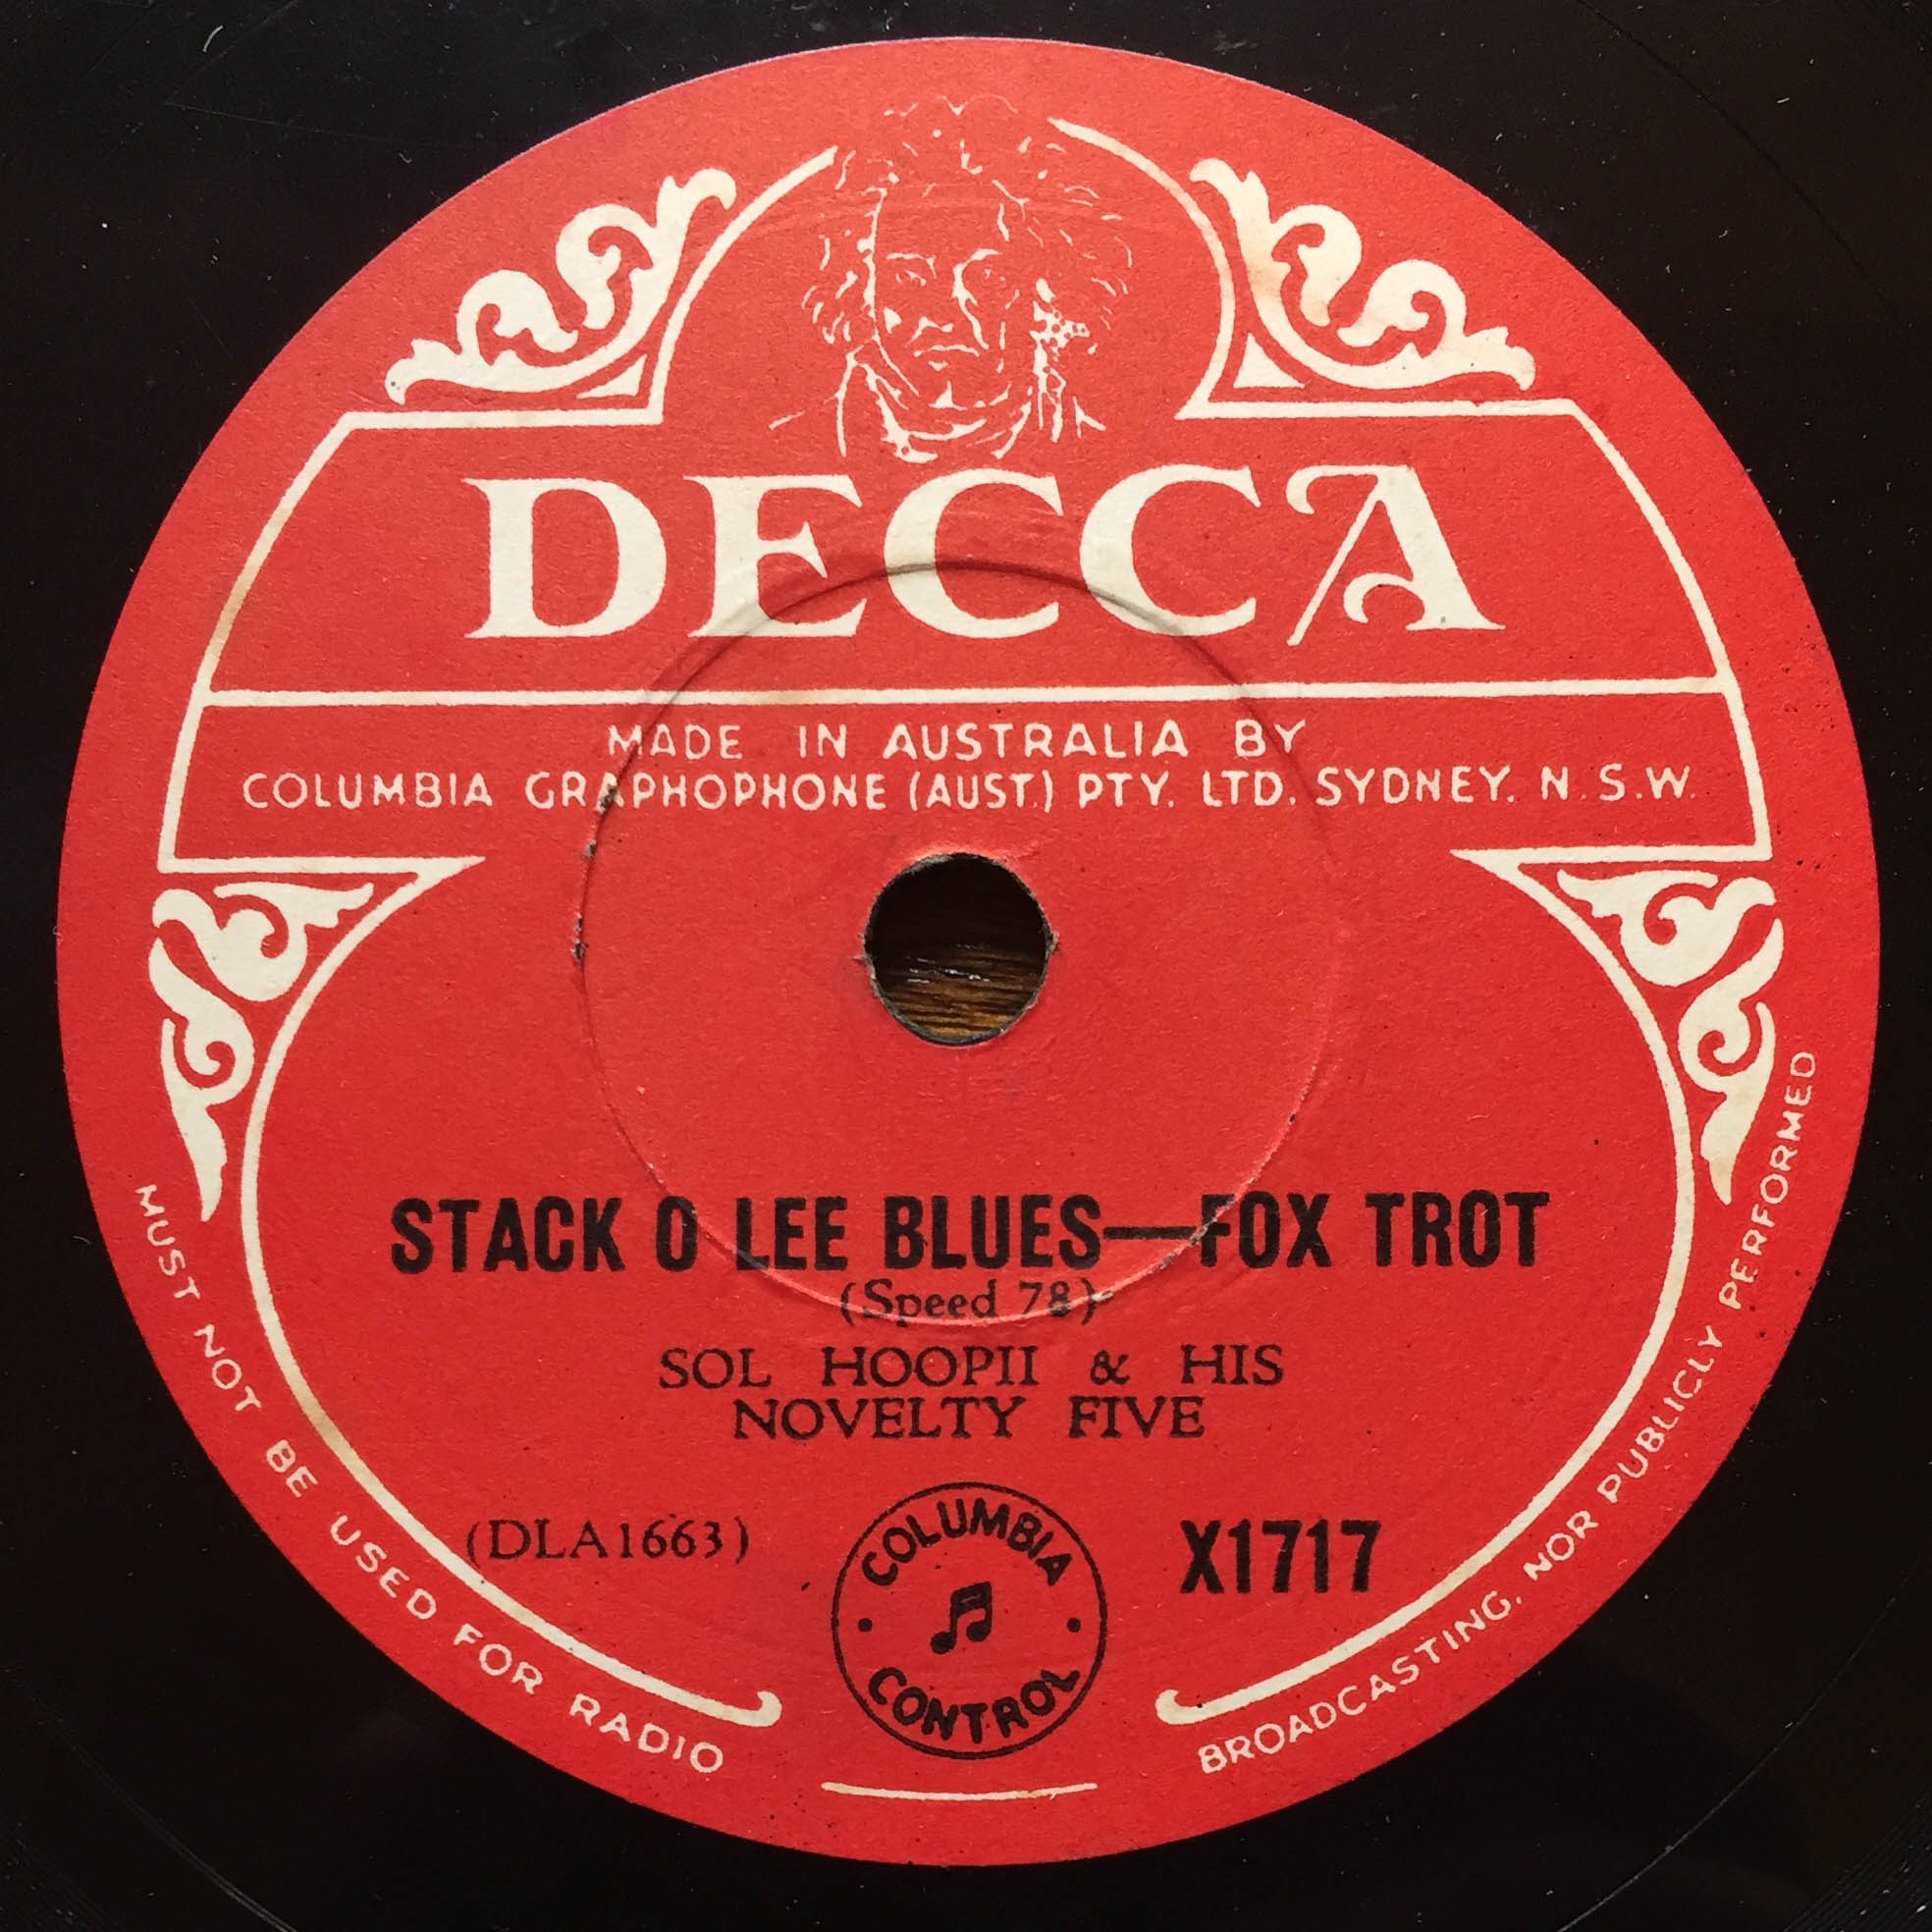 DECCA
MADE IN AUSTRALIA BY
COLUMBIA GRAPHOPHONE (AUST.) PTY. LTD. SYDNEY. N.S.W.
STACK O LEE BLUES—FOX TROT
(Speed 78)
SOL HOOPII & HIS
NOVELTY FIVE
(DLA1663)
COLUMBIA
CONTROL
X1717
MUST NOT BE USED FOR RADIO
BROADCASTING, NOR PUBLICLY PERFORMED